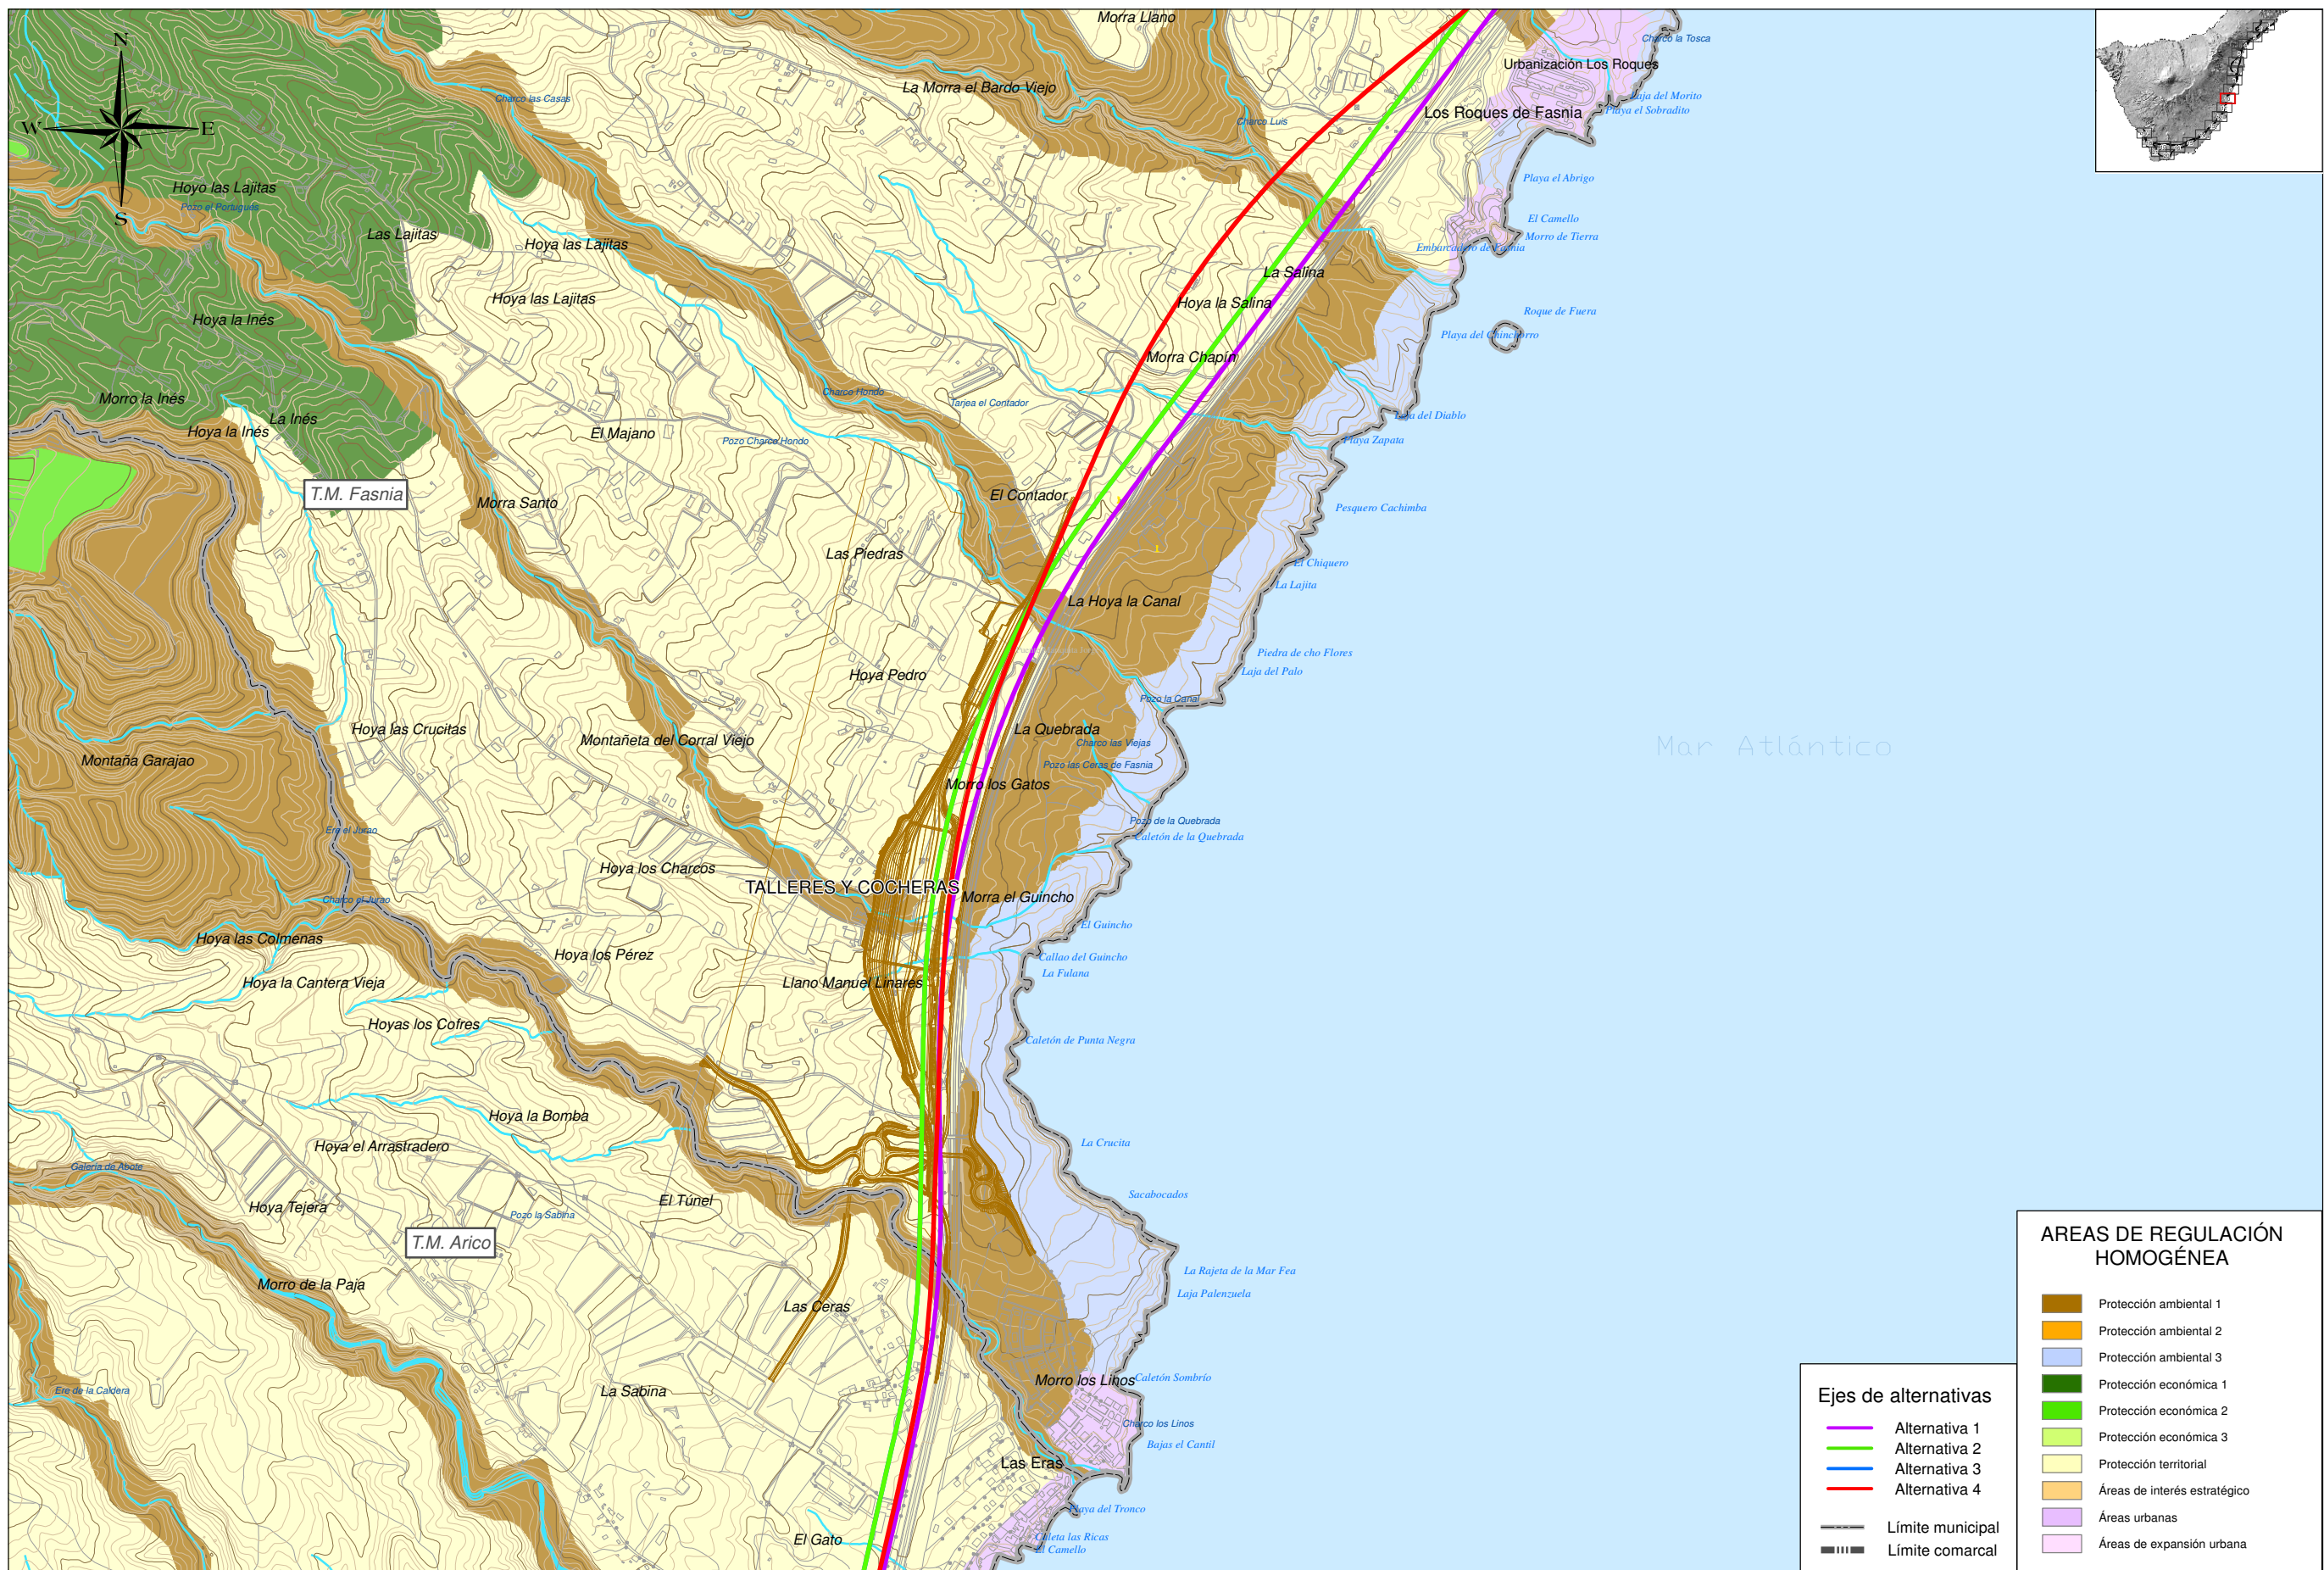 Morra Llano
Charco la Tosca
N
Urbanización Los Roques
La Morra el Bardo Viejo
Charco las Casas
Laja del Morito
Los Roques de Fasnia
Playa el Sobradito
Charco Luis
W
E
Playa el Abrigo
Hoyo las Lajitas
Pozo el Portugués
S
El Camello
Las Lajitas
Morro de Tierra
Hoya las Lajitas
Embarcadero de Fasnia
La Salina
Hoya las Lajitas
Hoya la Salina
Roque de Fuera
Hoya la Inés
Playa del Chinchorro
Morra Chapín
Charco Hondo
Morro la Inés
Tarjea el Contador
La Inés
Laja del Diablo
Hoya la Inés
El Majano
Pozo Charco Hondo
Playa Zapata
T.M. Fasnia
El Contador
Morra Santo
Pesquero Cachimba
Las Piedras
El Chiquero
La Lajita
La Hoya la Canal
Piedra de cho Flores
Hoya Pedro
Laja del Palo
Pozo la Canal
Hoya las Crucitas
La Quebrada
Montañeta del Corral Viejo
Charco las Viejas
Mar Atlántico
Montaña Garajao
Pozo las Ceras de Fasnia
Morro los Gatos
Pozo de la Quebrada
Ere el Jurao
Caletón de la Quebrada
Hoya los Charcos
TALLERES Y COCHERAS
Charco el Jurao
Morra el Guincho
El Guincho
Hoya las Colmenas
Hoya los Pérez
Callao del Guincho
La Fulana
Hoya la Cantera Vieja
Llano Manuel Linares
Hoyas los Cofres
Caletón de Punta Negra
Hoya la Bomba
La Crucita
Hoya el Arrastradero
Galería de Abote
Sacabocados
El Túnel
Hoya Tejera
Pozo la Sabina
T.M. Arico
La Rajeta de la Mar Fea
Morro de la Paja
Laja Palenzuela
Las Ceras
Morro los Linos
Caletón Sombrío
Ere de la Caldera
La Sabina
Charco los Linos
Bajas el Cantil
Las Eras
Playa del Tronco
Caleta las Ricas
El Gato
El Camello
Ejes de alternativas
Alternativa 1
Alternativa 2
Alternativa 3
Alternativa 4
Límite municipal
Límite comarcal
AREAS DE REGULACIÓN
HOMOGÉNEA
Protección ambiental 1
Protección ambiental 2
Protección ambiental 3
Protección económica 1
Protección económica 2
Protección económica 3
Protección territorial
Áreas de interés estratégico
Áreas urbanas
Áreas de expansión urbana